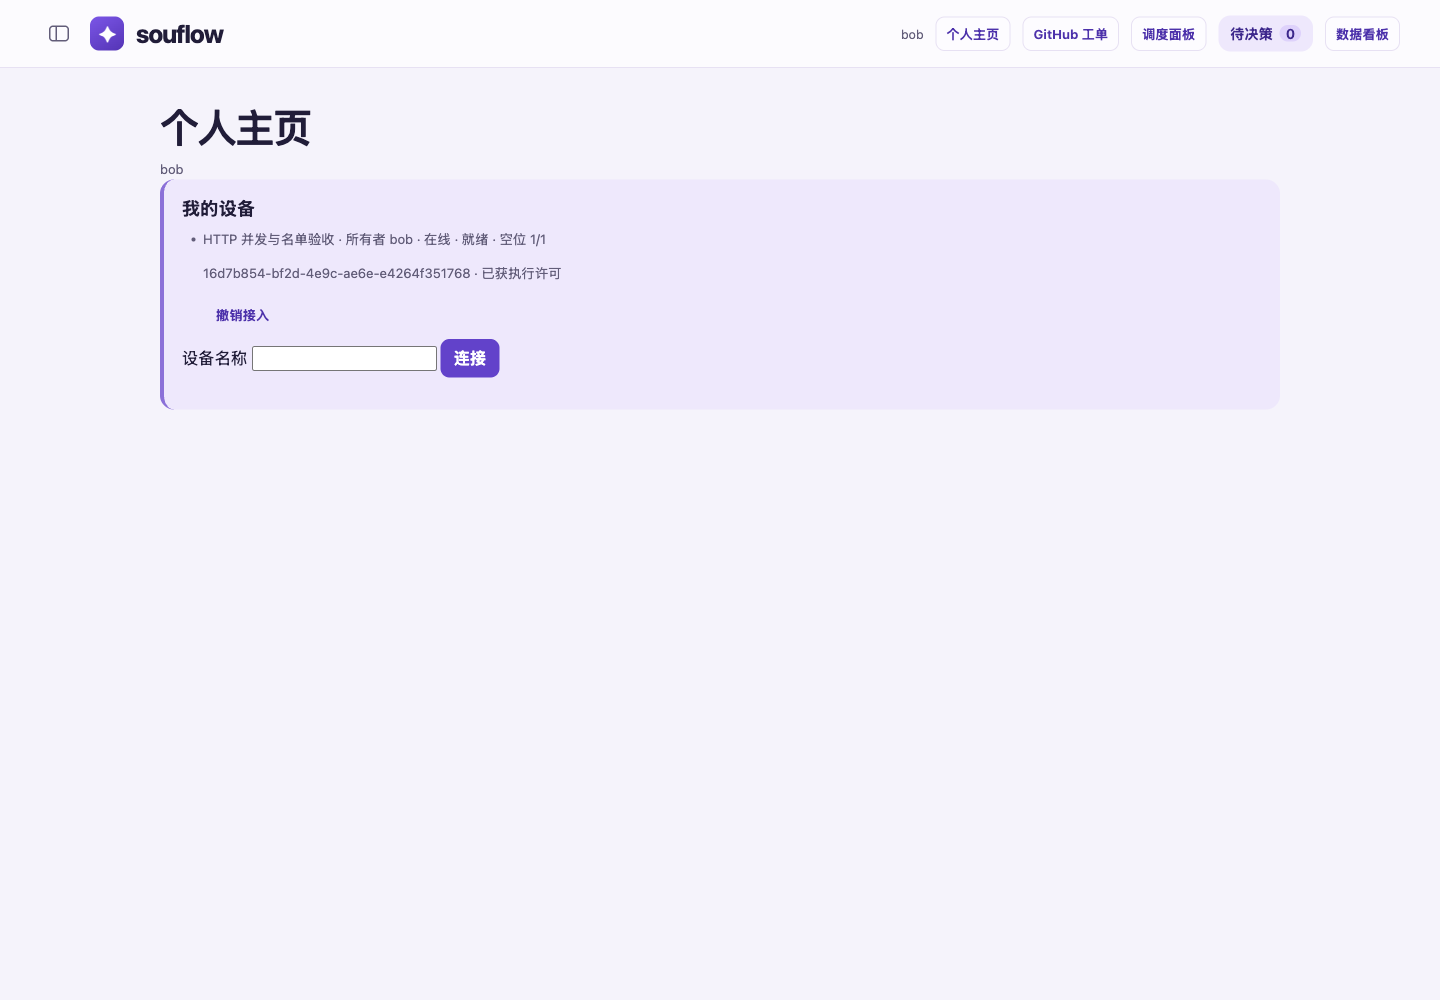 souflow
bob 个人主页 GitHub 工单 调度面板 待决策 0 数据看板
个人主页
bob
我的设备
• HTTP 并发与名单验收 · 所有者 bob · 在线 · 就绪 · 空位 1/1
16d7b854-bf2d-4e9c-ae6e-e4264f351768 · 已获执行许可
撤销接入
设备名称 连接